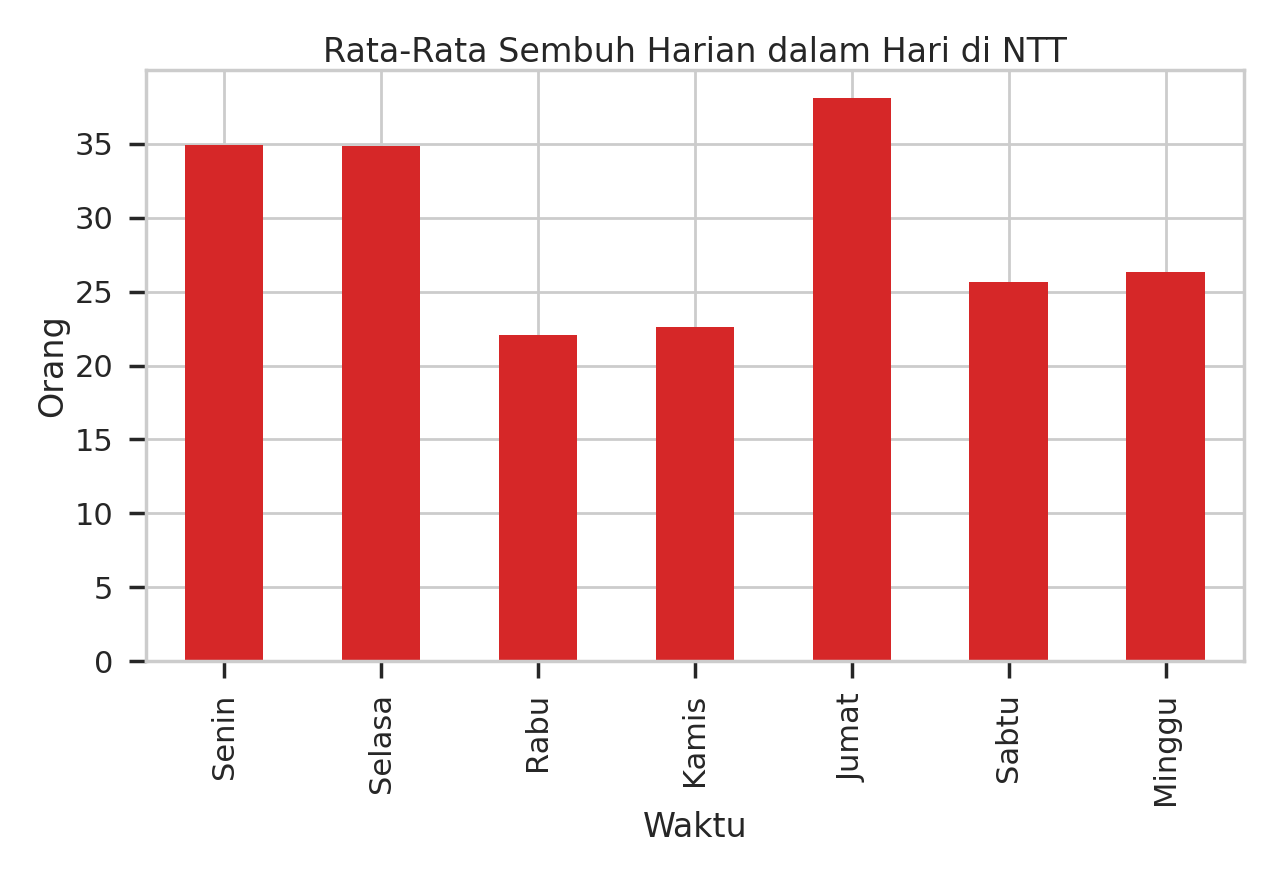 Rata-Rata Sembuh Harian dalam Hari di NTT
Orang
35
30
25
20
15
10
5
0
Senin
Selasa
Rabu
Kamis
Jumat
Sabtu
Minggu
Waktu